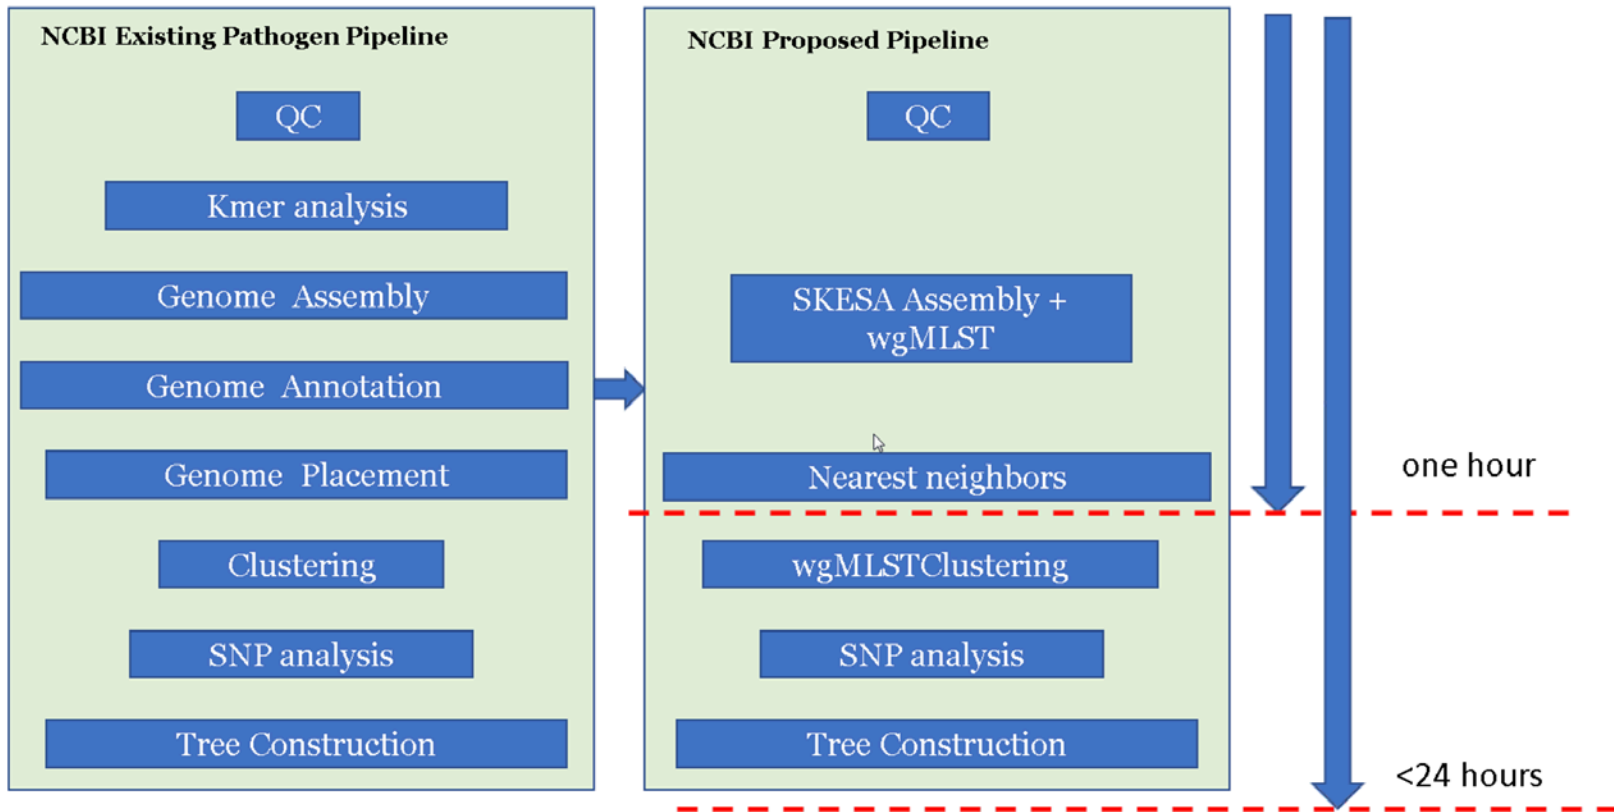 NCBI Existing Pathogen Pipeline
QC
Kmer analysis
Genome Assembly
Genome Annotation
Genome Placement
Clustering
SNP analysis
Tree Construction
NCBI Proposed Pipeline
QC
SKESA Assembly +
wgMLST
Nearest neighbors
wgMLSTClustering
SNP analysis
Tree Construction
one hour
<24 hours